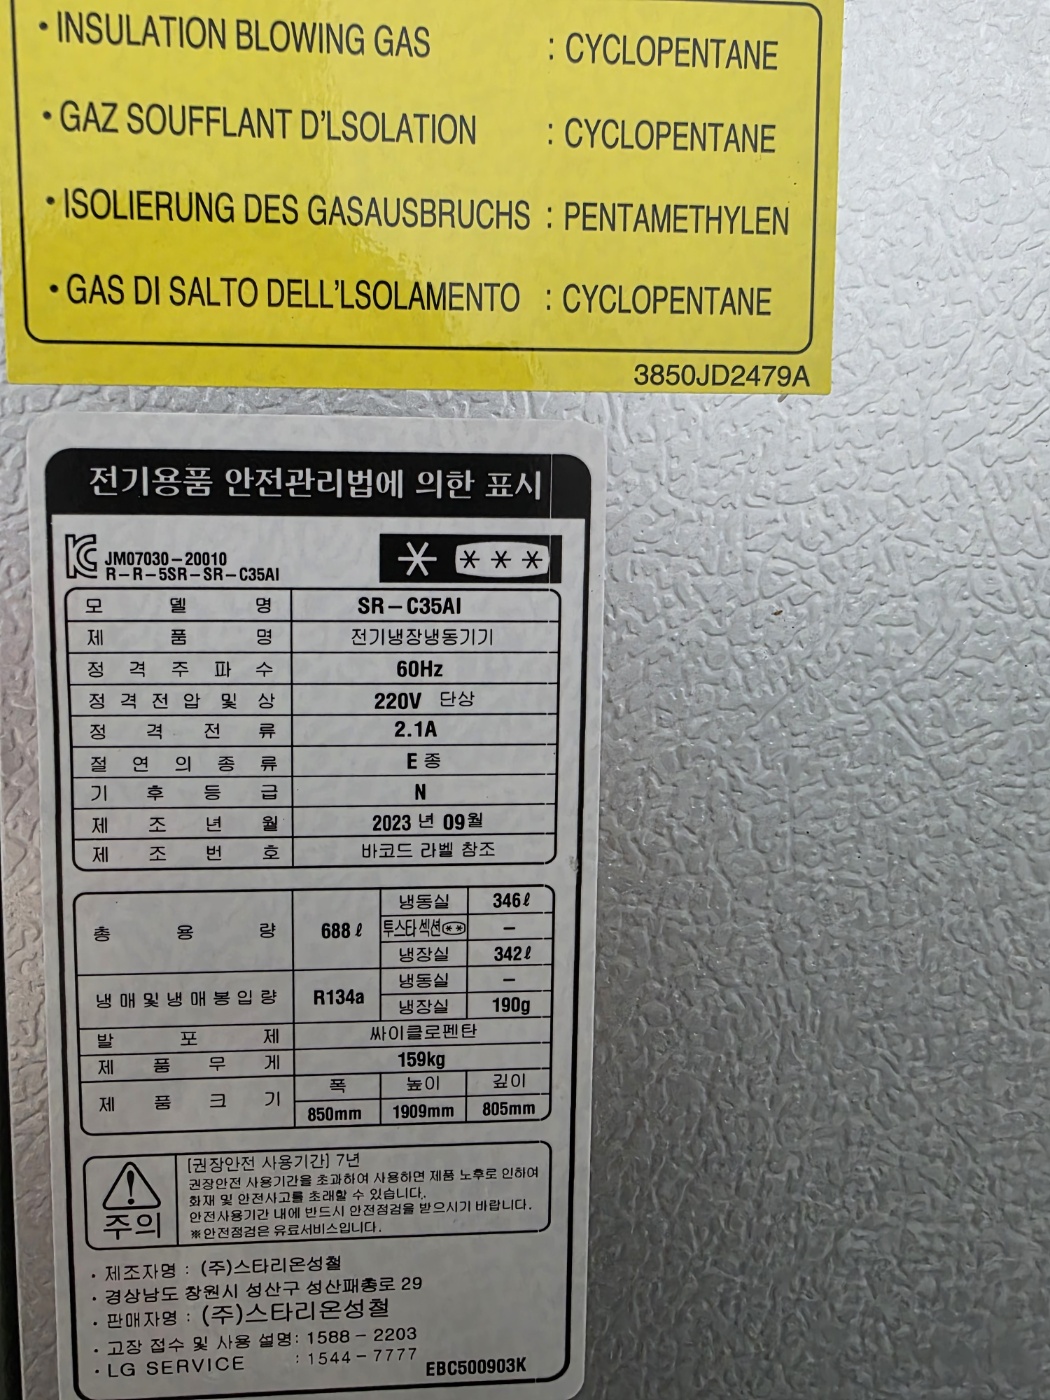 • INSULATION BLOWING GAS : CYCLOPENTANE
• GAZ SOUFFLANT D'LSOLATION : CYCLOPENTANE
• ISOLIERUNG DES GASAUSBRUCHS : PENTAMETHYLEN
• GAS DI SALTO DELL'LSOLAMENTO : CYCLOPENTANE
3850JD2479A
전기용품 안전관리법에 의한 표시
JM07030-20010
R-R-5SR-SR-C35AI
모 델 명 SR-C35AI
제 품 명 전기냉장냉동기기
정 격 주 파 수 60Hz
정 격 전 압 및 상 220V 단상
정 격 전 류 2.1A
절 연 의 종 류 E 종
기 후 등 급 N
제 조 년 월 2023 년 09월
제 조 번 호 바코드 라벨 참조
총 용 량 688ℓ 냉동실 346ℓ
투스타섹션(**) -
냉장실 342ℓ
냉매및냉매봉입량 R134a 냉동실 -
냉장실 190g
발 포 제 싸이클로펜탄
제 품 무 게 159kg
제 품 크 기 폭 높이 깊이
850mm 1909mm 805mm
주의
[권장안전 사용기간] 7년
권장안전 사용기간을 초과하여 사용하면 제품 노후로 인하여
화재 및 안전사고를 초래할 수 있습니다.
안전사용기간 내에 반드시 안전점검을 받으시기 바랍니다.
※안전점검은 유료서비스입니다.
· 제조자명 : (주)스타리온성철
· 경상남도 창원시 성산구 성산패총로 29
· 판매자명 : (주)스타리온성철
· 고장 접수 및 사용 설명: 1588-2203
· LG SERVICE : 1544-7777
EBC500903K